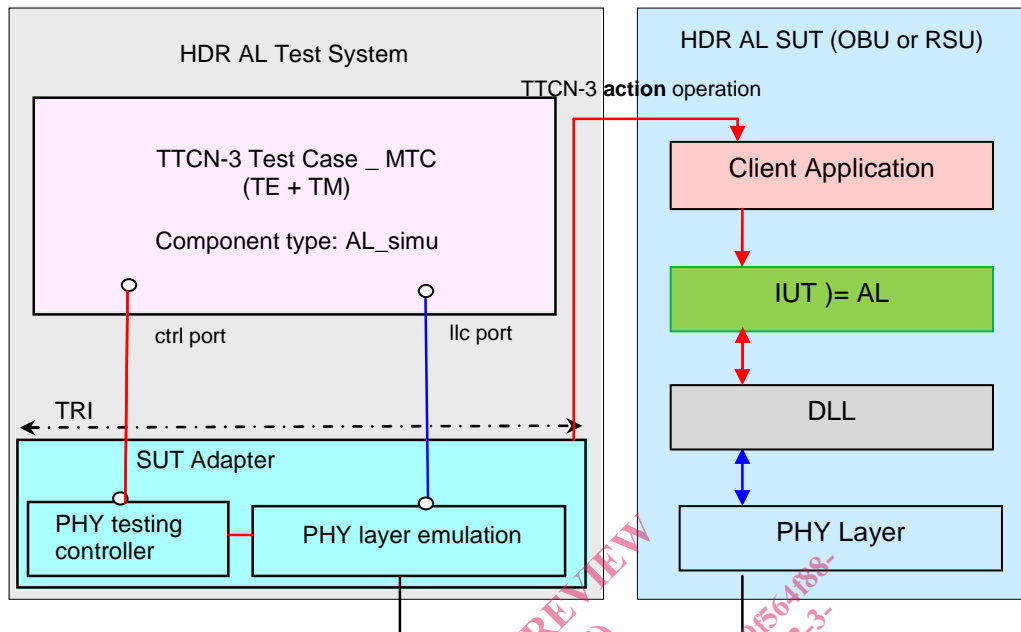 HDR AL Test System
HDR AL SUT (OBU or RSU)
TTCN-3 action operation
TTCN-3 Test Case _ MTC
(TE + TM)
Component type: AL_simu
ctrl port
llc port
Client Application
IUT )= AL
DLL
PHY Layer
TRI
SUT Adapter
PHY testing
controller
PHY layer emulation
REVIEW